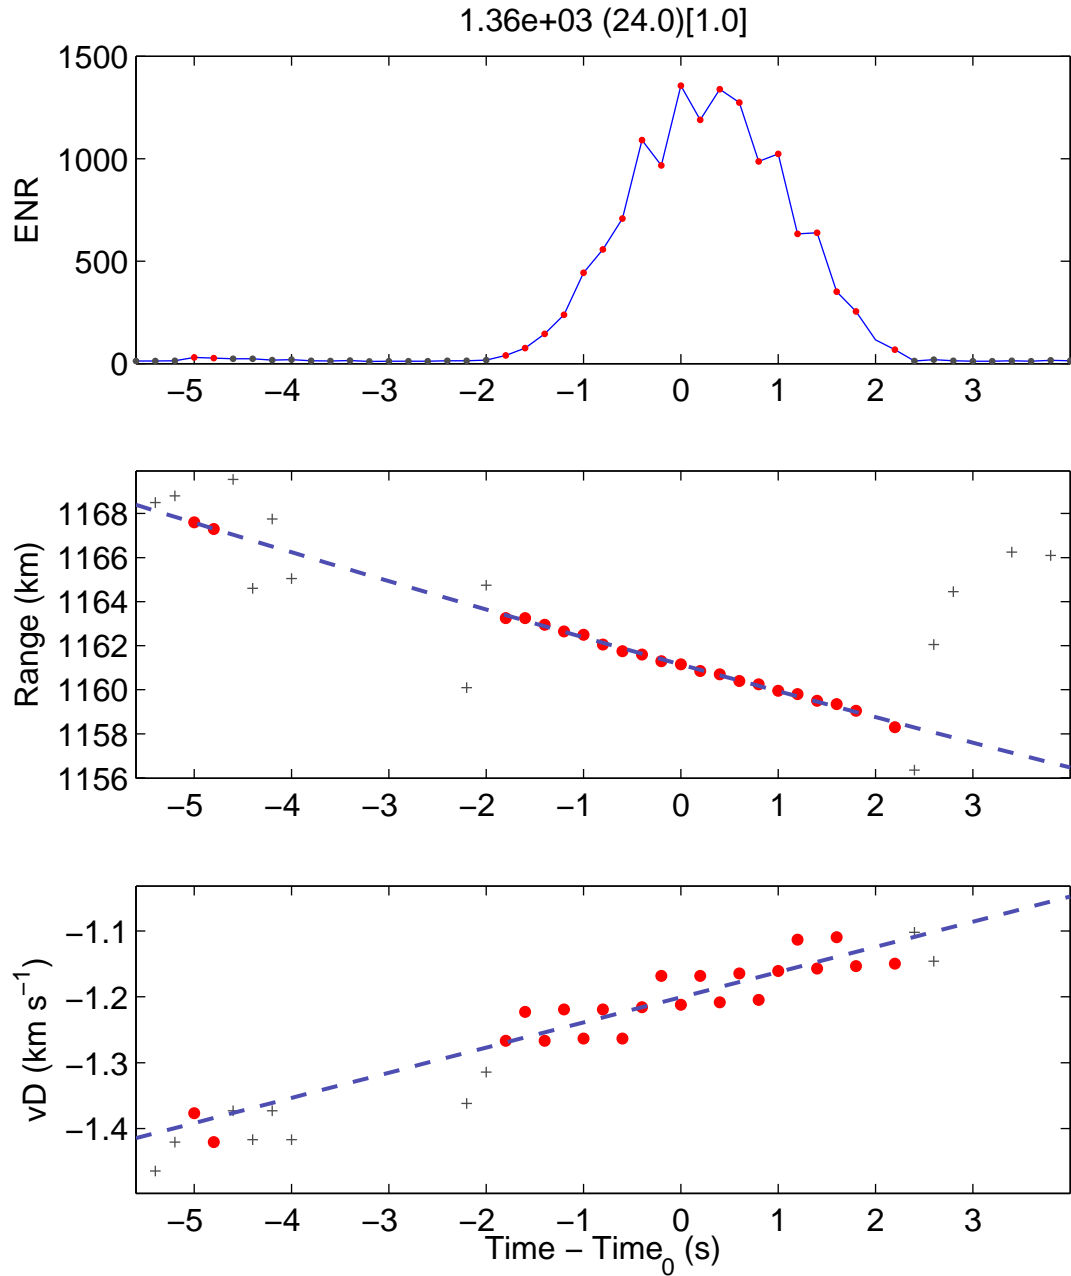 1.36e+03 (24.0)[1.0]
1500
1000
500
0
ENR
−5 −4 −3 −2 −1 0 1 2 3
1168
1166
1164
1162
1160
1158
1156
Range (km)
−5 −4 −3 −2 −1 0 1 2 3
−1.1
−1.2
−1.3
−1.4
vD (km s⁻¹)
−5 −4 −3 −2 −1 0 1 2 3
Time − Time₀ (s)